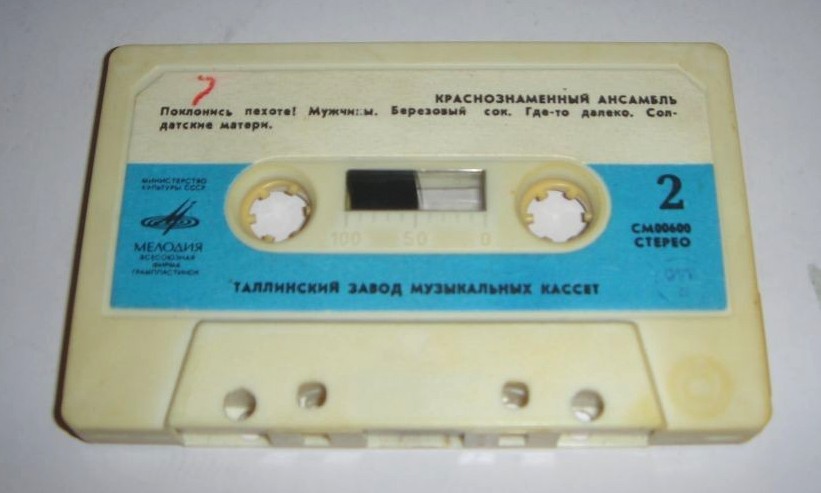 7
КРАСНОЗНАМЕННЫЙ АНСАМБЛЬ
Поклонись пехоте! Мужчины. Березовый сок. Где-то далеко. Сол-
датские матери.
МИНИСТЕРСТВО
КУЛЬТУРЫ СССР
МЕЛОДИЯ
ВСЕСОЮЗНАЯ
ФИРМА
ГРАМПЛАСТИНОК
100 50 0
2
СМ00600
СТЕРЕО
ТАЛЛИНСКИЙ ЗАВОД МУЗЫКАЛЬНЫХ КАССЕТ